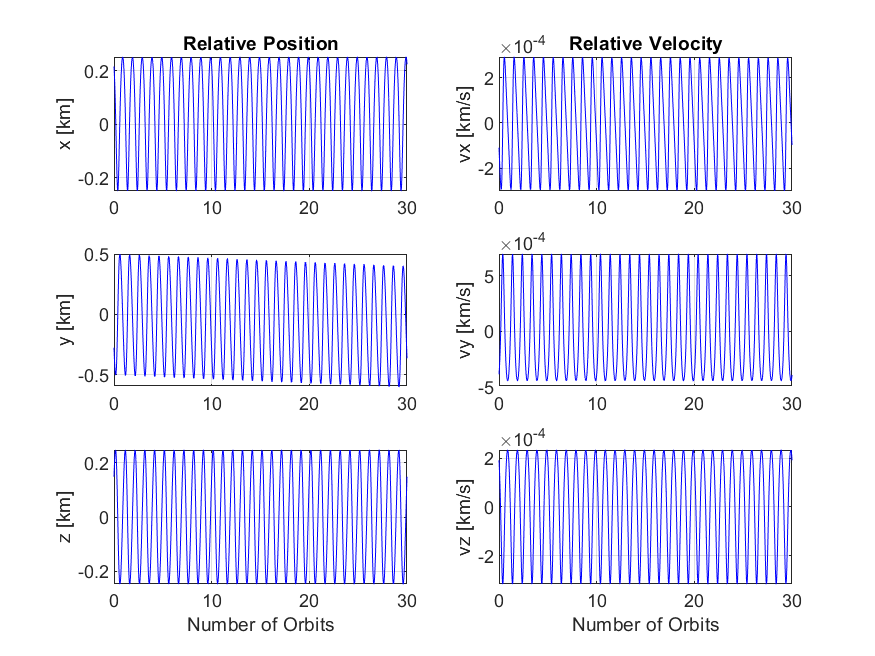 Relative Position
x [km]
0.2
0
-0.2
0 10 20 30
×10-4
Relative Velocity
vx [km/s]
2
0
-2
0 10 20 30
y [km]
0.5
0
-0.5
0 10 20 30
×10-4
vy [km/s]
5
0
-5
0 10 20 30
z [km]
0.2
0
-0.2
0 10 20 30
Number of Orbits
×10-4
vz [km/s]
2
0
-2
0 10 20 30
Number of Orbits